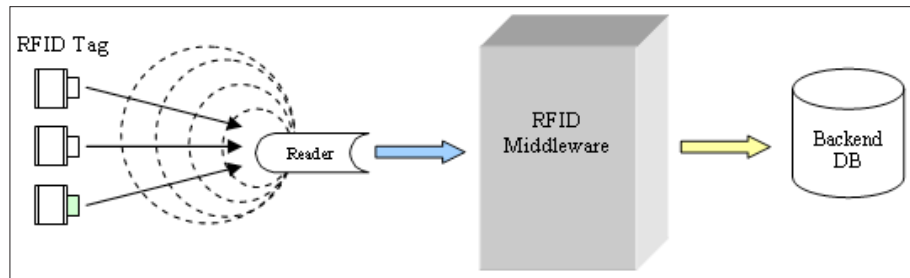 RFID Tag
Reader
RFID
Middleware
Backend
DB